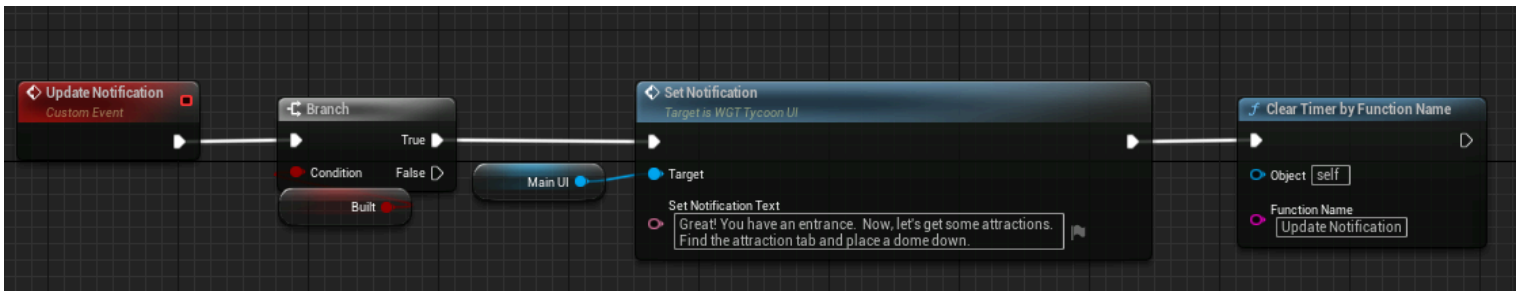 Update Notification
Custom Event
Branch
True
Condition
False
Built
Main UI
Set Notification
Target is WGT Tycoon UI
Target
Set Notification Text
Great! You have an entrance. Now, let's get some attractions.
Find the attraction tab and place a dome down.
f Clear Timer by Function Name
Object self
Function Name
Update Notification